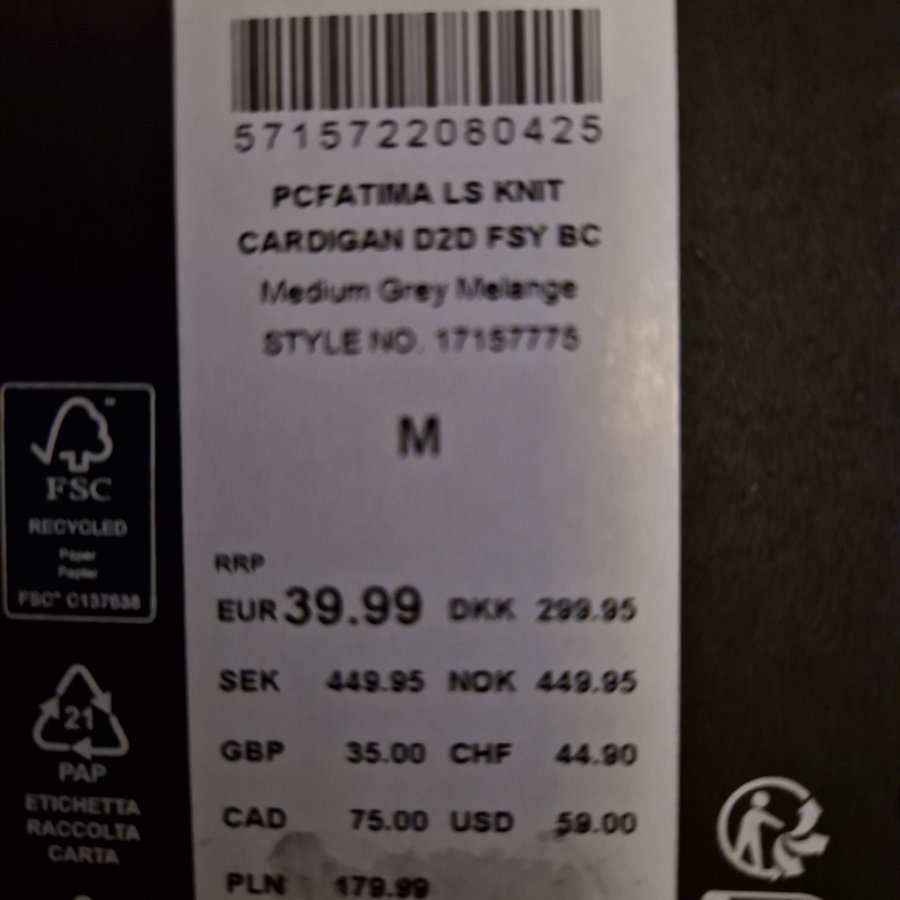 5715722080425
PCFATIMA LS KNIT
CARDIGAN D2D FSY BC
Medium Grey Melange
STYLE NO. 17157775
M
RRP
EUR 39.99 DKK 299.95
SEK 449.95 NOK 449.95
GBP 35.00 CHF 44.90
CAD 75.00 USD 59.00
PLN 179.99
FSC
RECYCLED
Paper
Papier
FSC®
21
PAP
ETICHETTA
RACCOLTA
CARTA